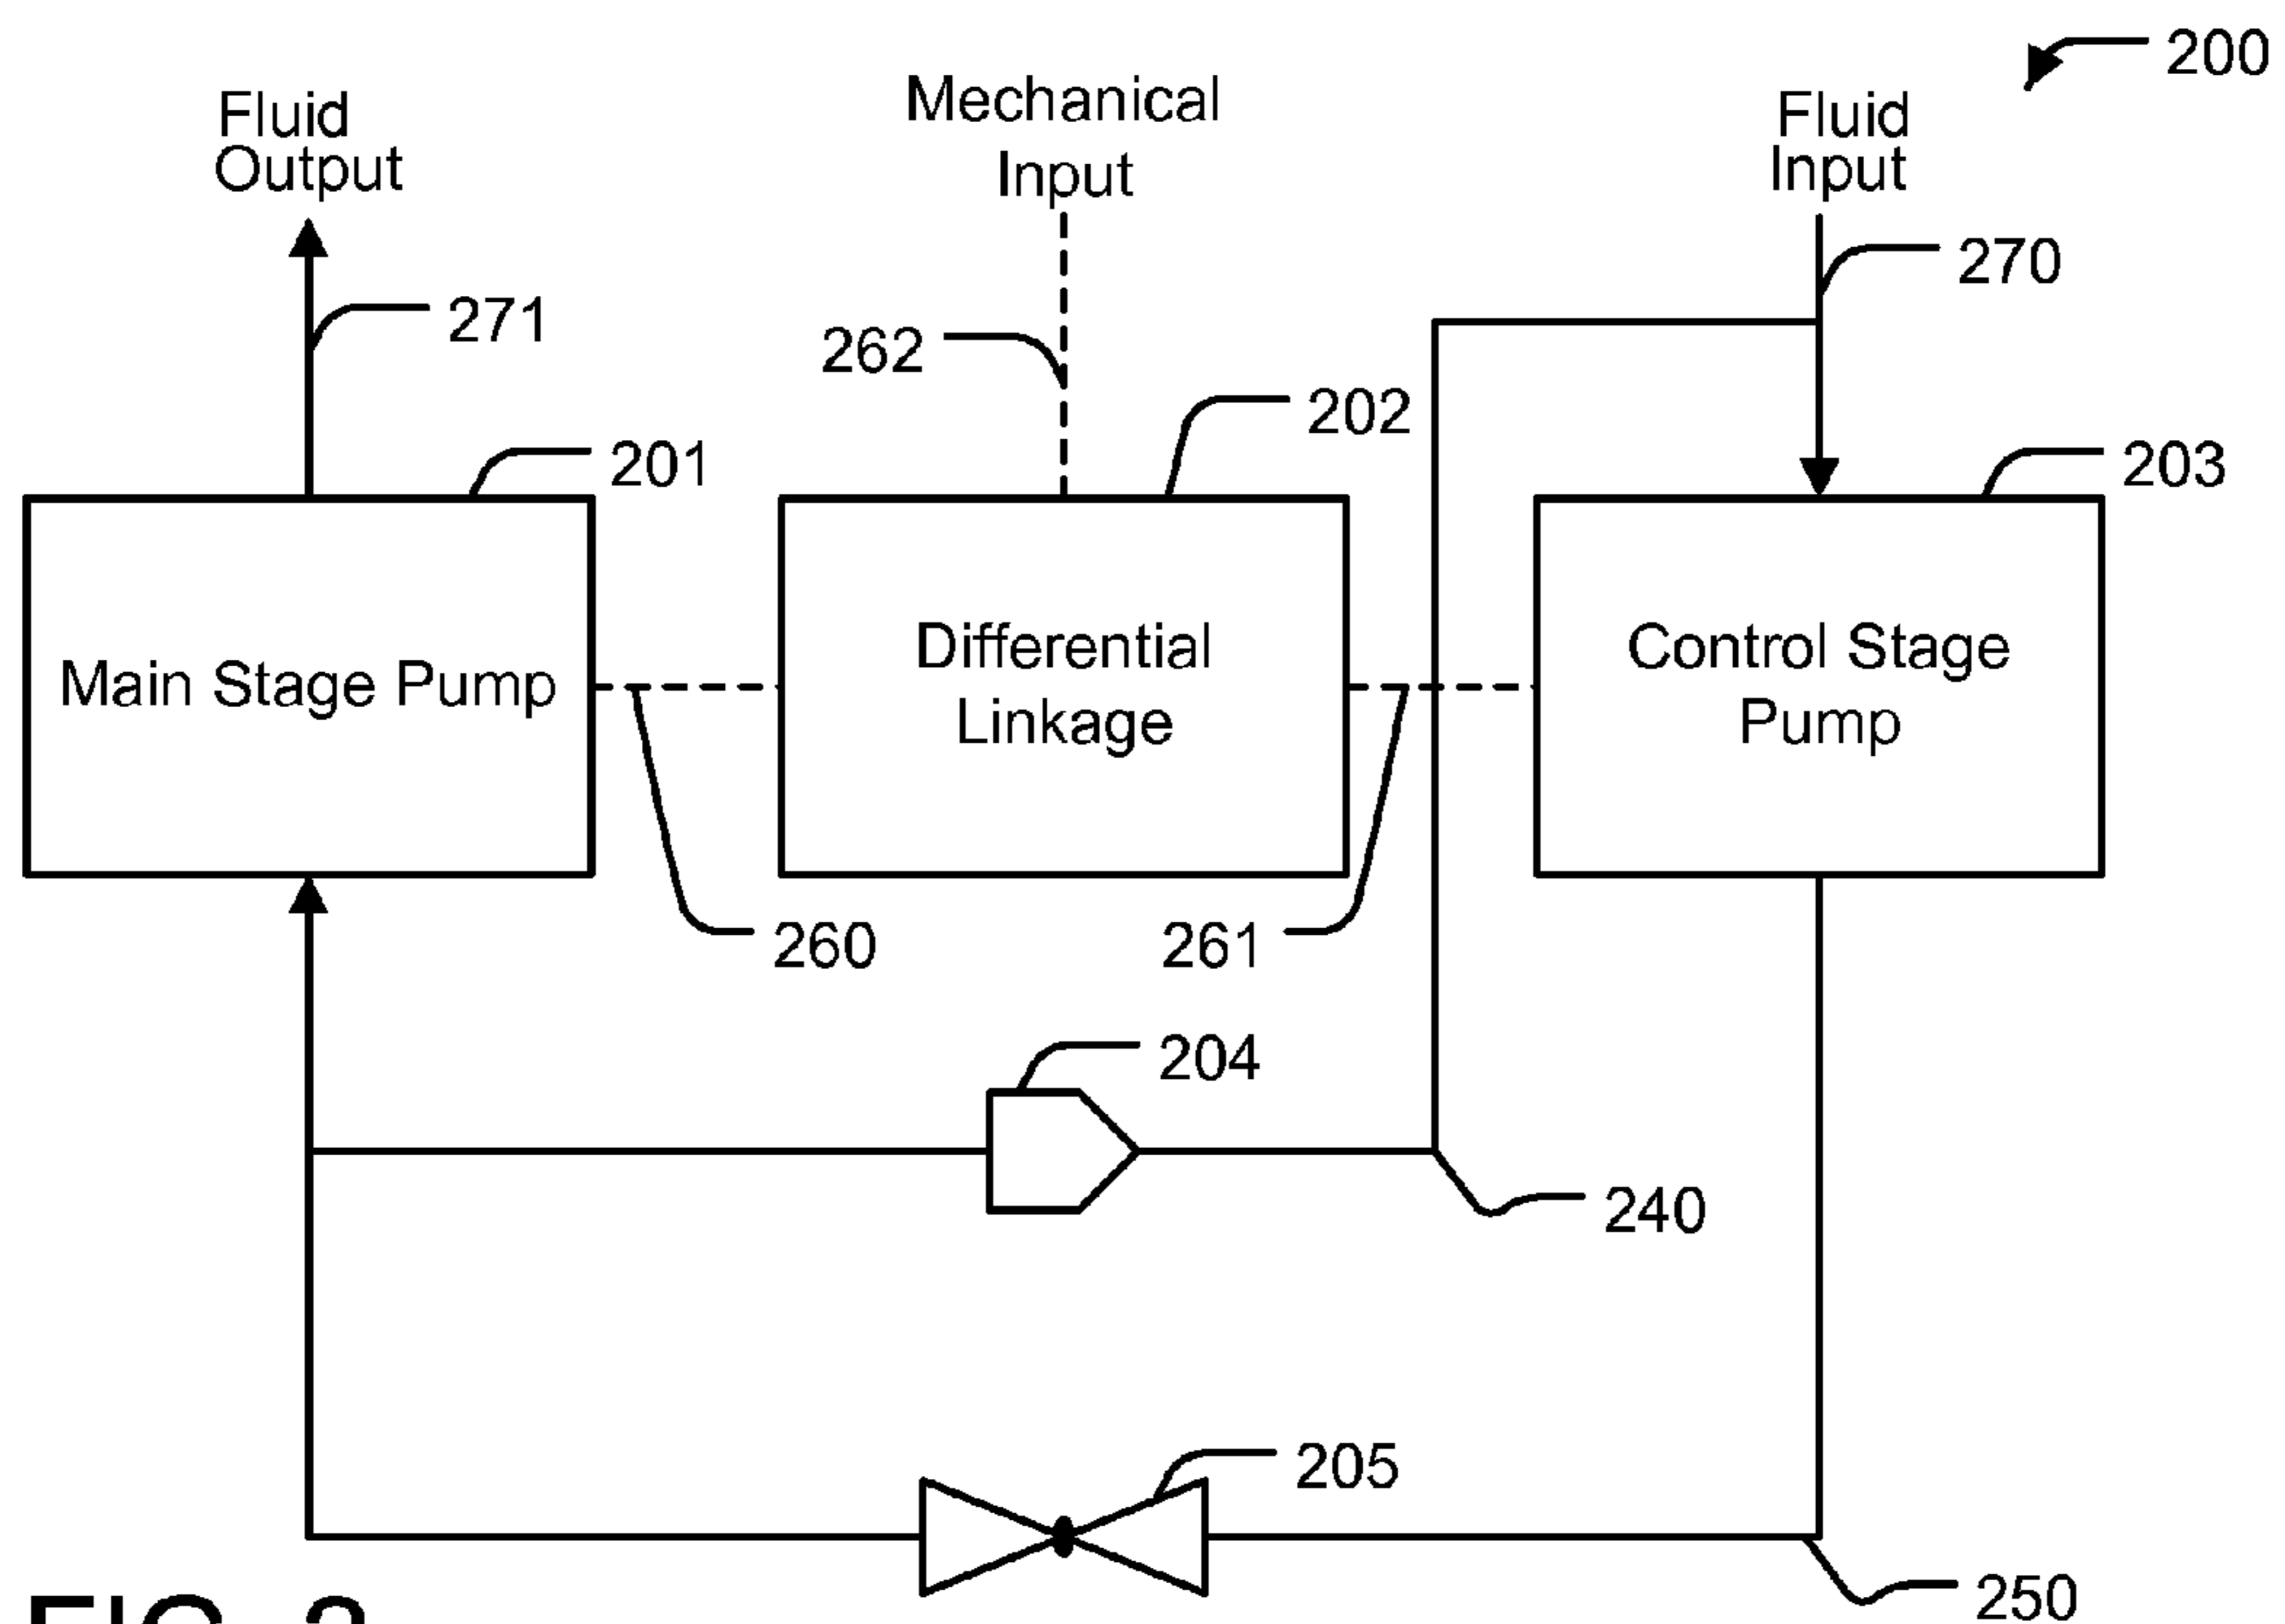 200
Fluid
Output
Mechanical
Input
Fluid
Input
270
271
262
202
201
203
Main Stage Pump
Differential
Linkage
Control Stage
Pump
260
261
204
240
205
250